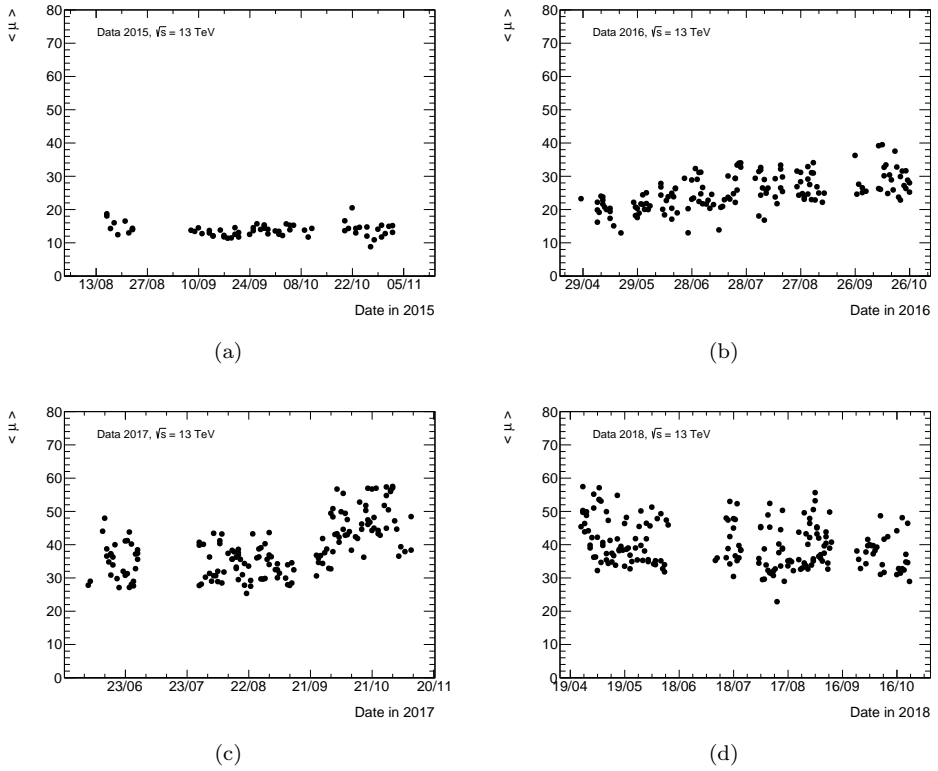 < μ >
80
70
60
50
40
30
20
10
0
Data 2015, √s = 13 TeV
13/08 27/08 10/09 24/09 08/10 22/10 05/11
Date in 2015
(a)
< μ >
80
70
60
50
40
30
20
10
0
Data 2016, √s = 13 TeV
29/04 29/05 28/06 28/07 27/08 26/09 26/10
Date in 2016
(b)
< μ >
80
70
60
50
40
30
20
10
0
Data 2017, √s = 13 TeV
23/06 23/07 22/08 21/09 21/10 20/11
Date in 2017
(c)
< μ >
80
70
60
50
40
30
20
10
0
Data 2018, √s = 13 TeV
19/04 19/05 18/06 18/07 17/08 16/09 16/10
Date in 2018
(d)